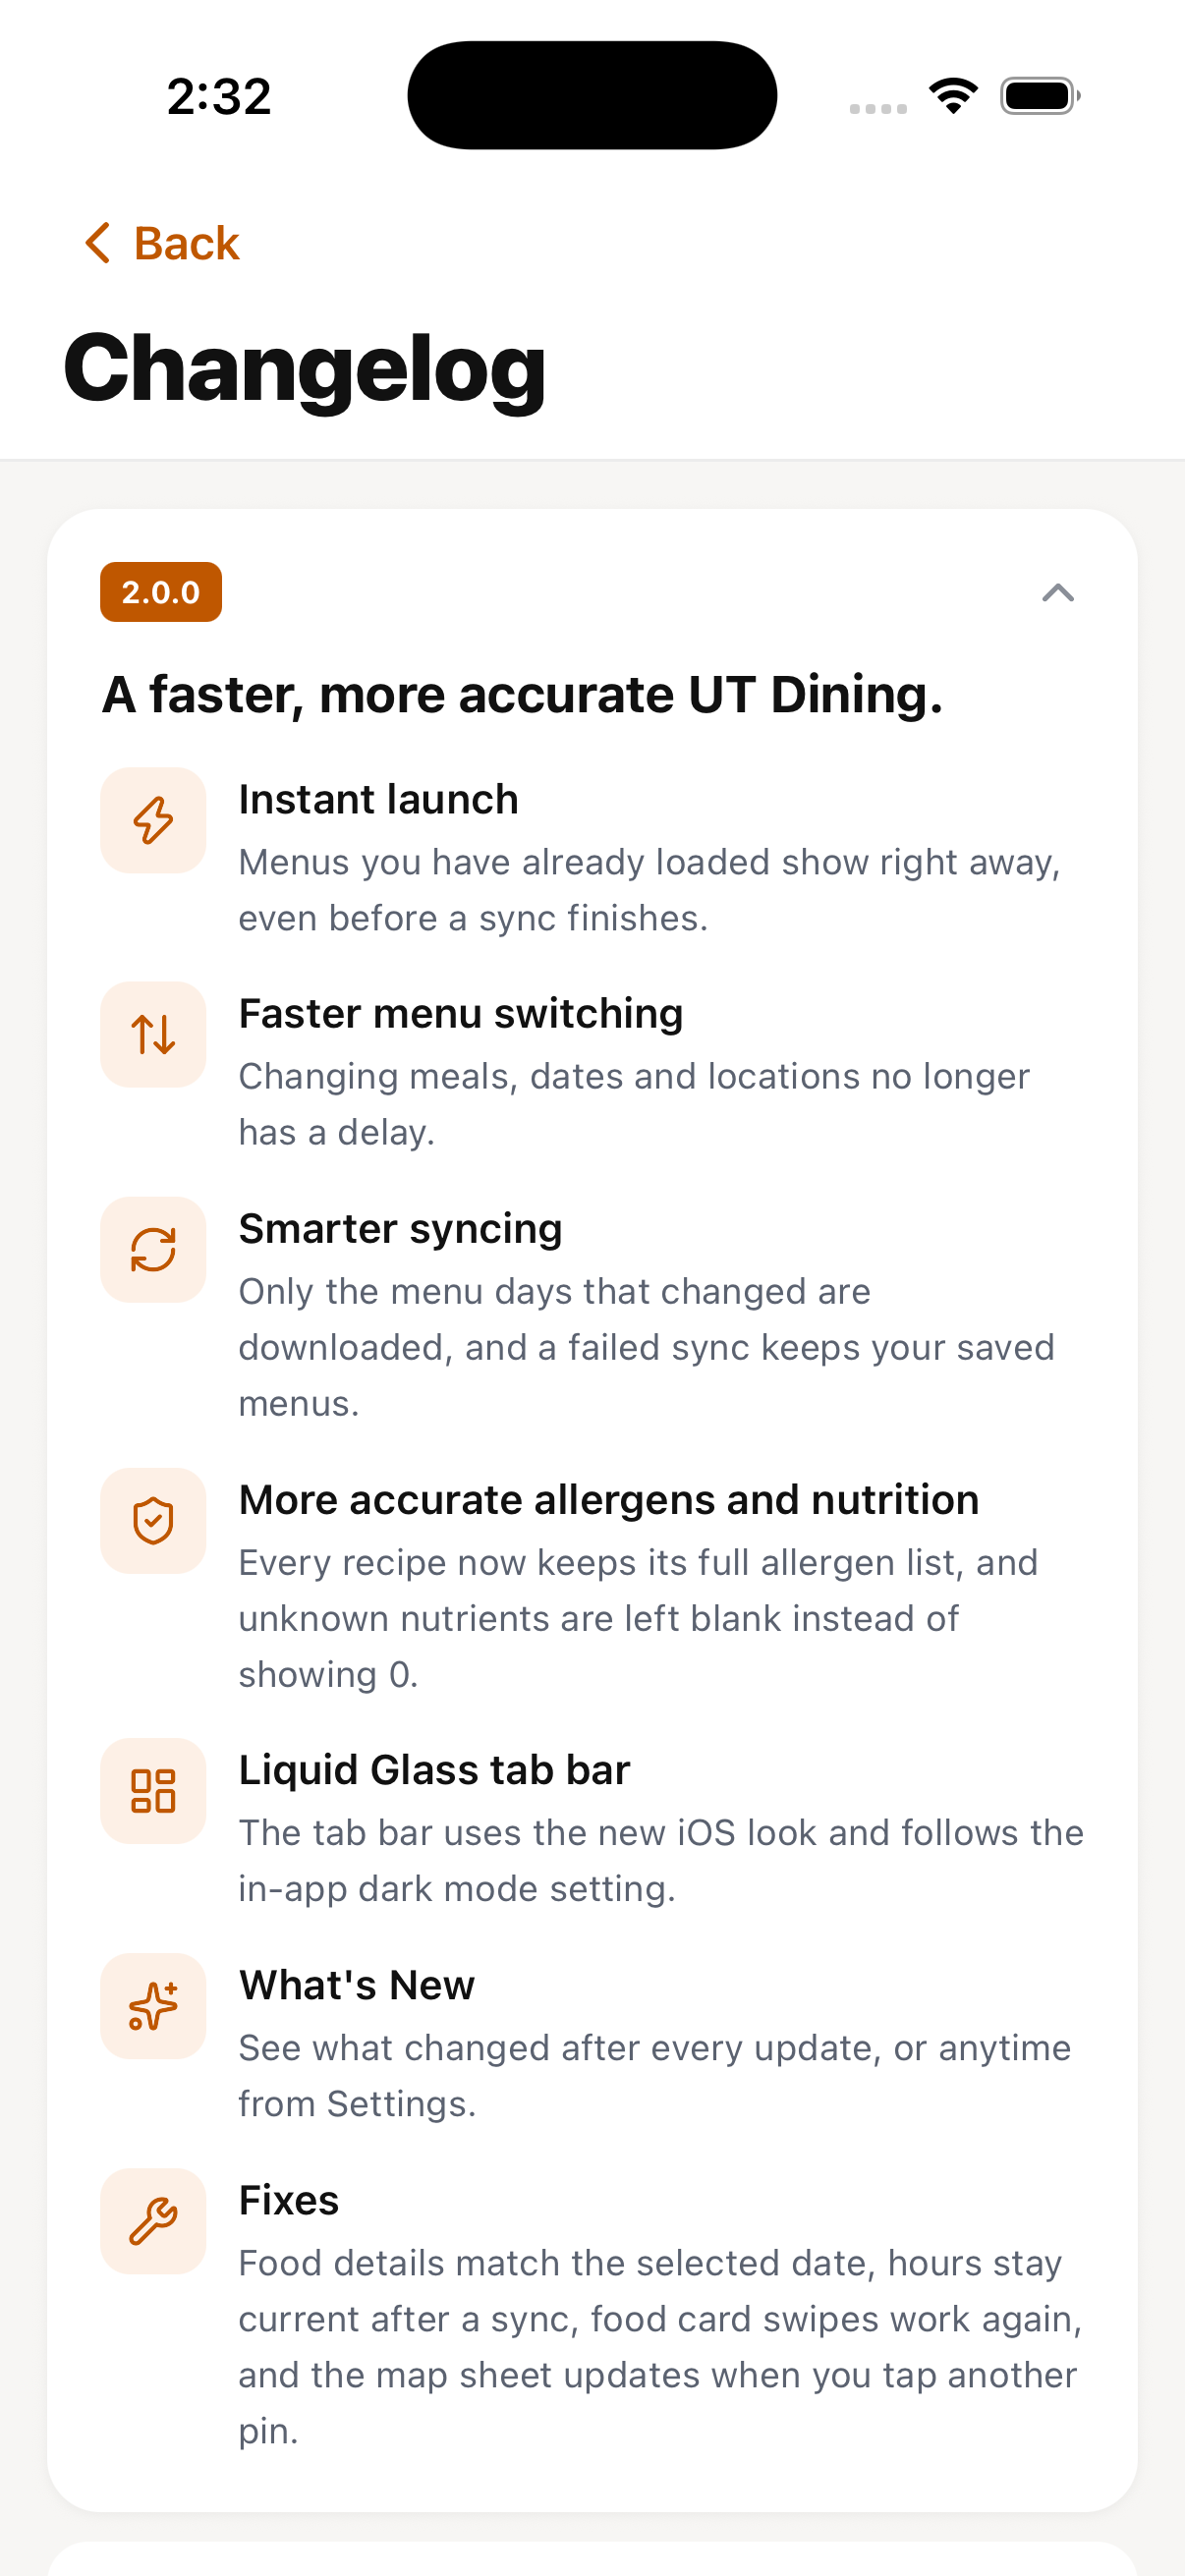 2:32
Back
Changelog
2.0.0
A faster, more accurate UT Dining.
Instant launch
Menus you have already loaded show right away,
even before a sync finishes.
Faster menu switching
Changing meals, dates and locations no longer
has a delay.
Smarter syncing
Only the menu days that changed are
downloaded, and a failed sync keeps your saved
menus.
More accurate allergens and nutrition
Every recipe now keeps its full allergen list, and
unknown nutrients are left blank instead of
showing 0.
Liquid Glass tab bar
The tab bar uses the new iOS look and follows the
in-app dark mode setting.
What's New
See what changed after every update, or anytime
from Settings.
Fixes
Food details match the selected date, hours stay
current after a sync, food card swipes work again,
and the map sheet updates when you tap another
pin.